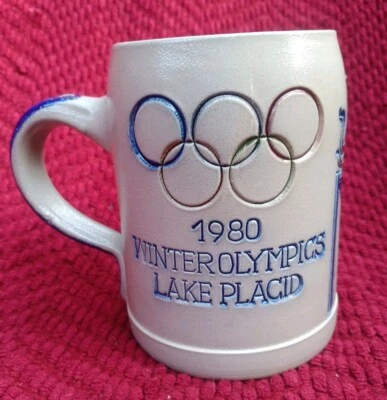 1980
WINTER OLYMPICS
LAKE PLACID